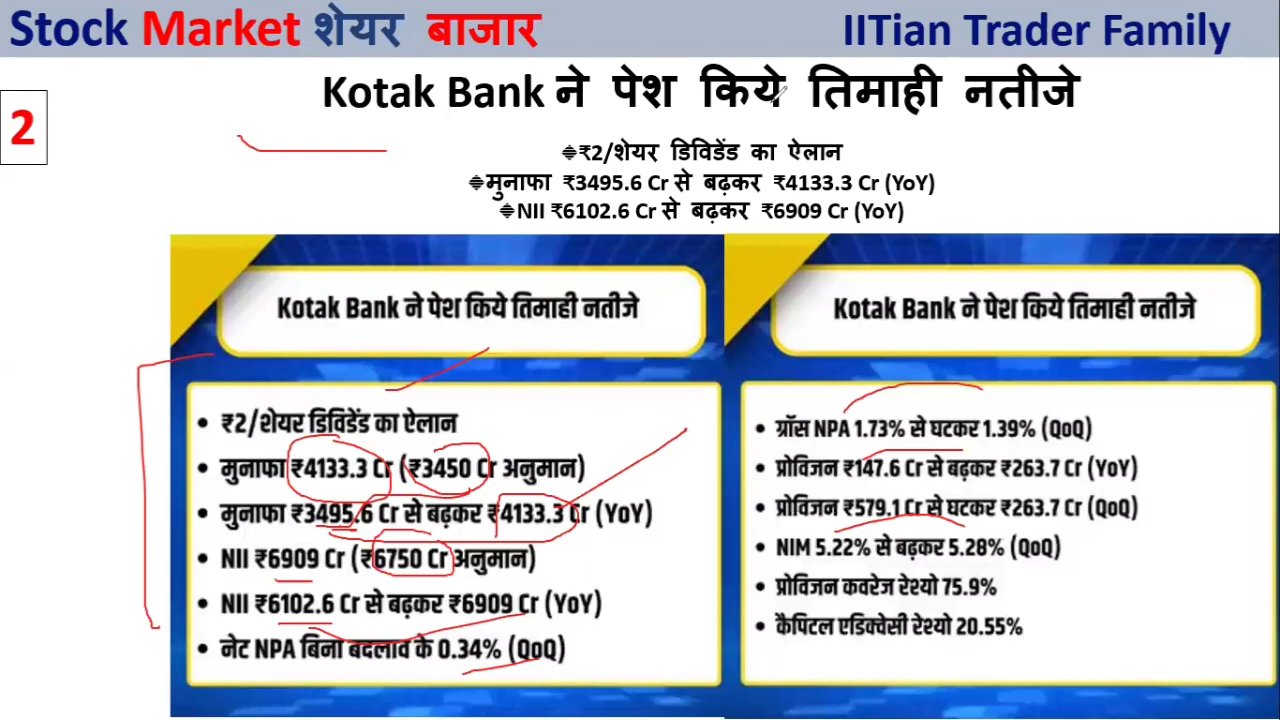 Stock Market शेयर बाजार
IITian Trader Family
Kotak Bank ने पेश किये तिमाही नतीजे
2
₹2/शेयर डिविडेंड का ऐलान
मुनाफा ₹3495.6 Cr से बढ़कर ₹4133.3 Cr (YoY)
NII ₹6102.6 Cr से बढ़कर ₹6909 Cr (YoY)
Kotak Bank ने पेश किये तिमाही नतीजे
• ₹2/शेयर डिविडेंड का ऐलान
• मुनाफा ₹4133.3 Cr (₹3450 Cr अनुमान)
• मुनाफा ₹3495.6 Cr से बढ़कर ₹4133.3 Cr (YoY)
• NII ₹6909 Cr (₹6750 Cr अनुमान)
• NII ₹6102.6 Cr से बढ़कर ₹6909 Cr (YoY)
• नेट NPA बिना बदलाव के 0.34% (QoQ)
Kotak Bank ने पेश किये तिमाही नतीजे
• ग्रॉस NPA 1.73% से घटकर 1.39% (QoQ)
• प्रोविजन ₹147.6 Cr से बढ़कर ₹263.7 Cr (YoY)
• प्रोविजन ₹579.1 Cr से घटकर ₹263.7 Cr (QoQ)
• NIM 5.22% से बढ़कर 5.28% (QoQ)
• प्रोविजन कवरेज रेश्यो 75.9%
• कैपिटल एडिक्वेसी रेश्यो 20.55%